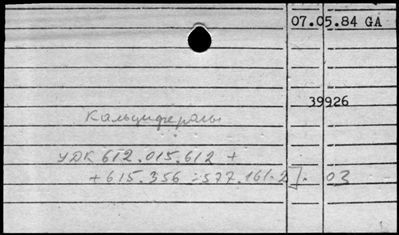 07.05.84 GA
39926
Кальциферолы
УДК 612.015.612 +
+ 615.356 : 577.161.2]. 03